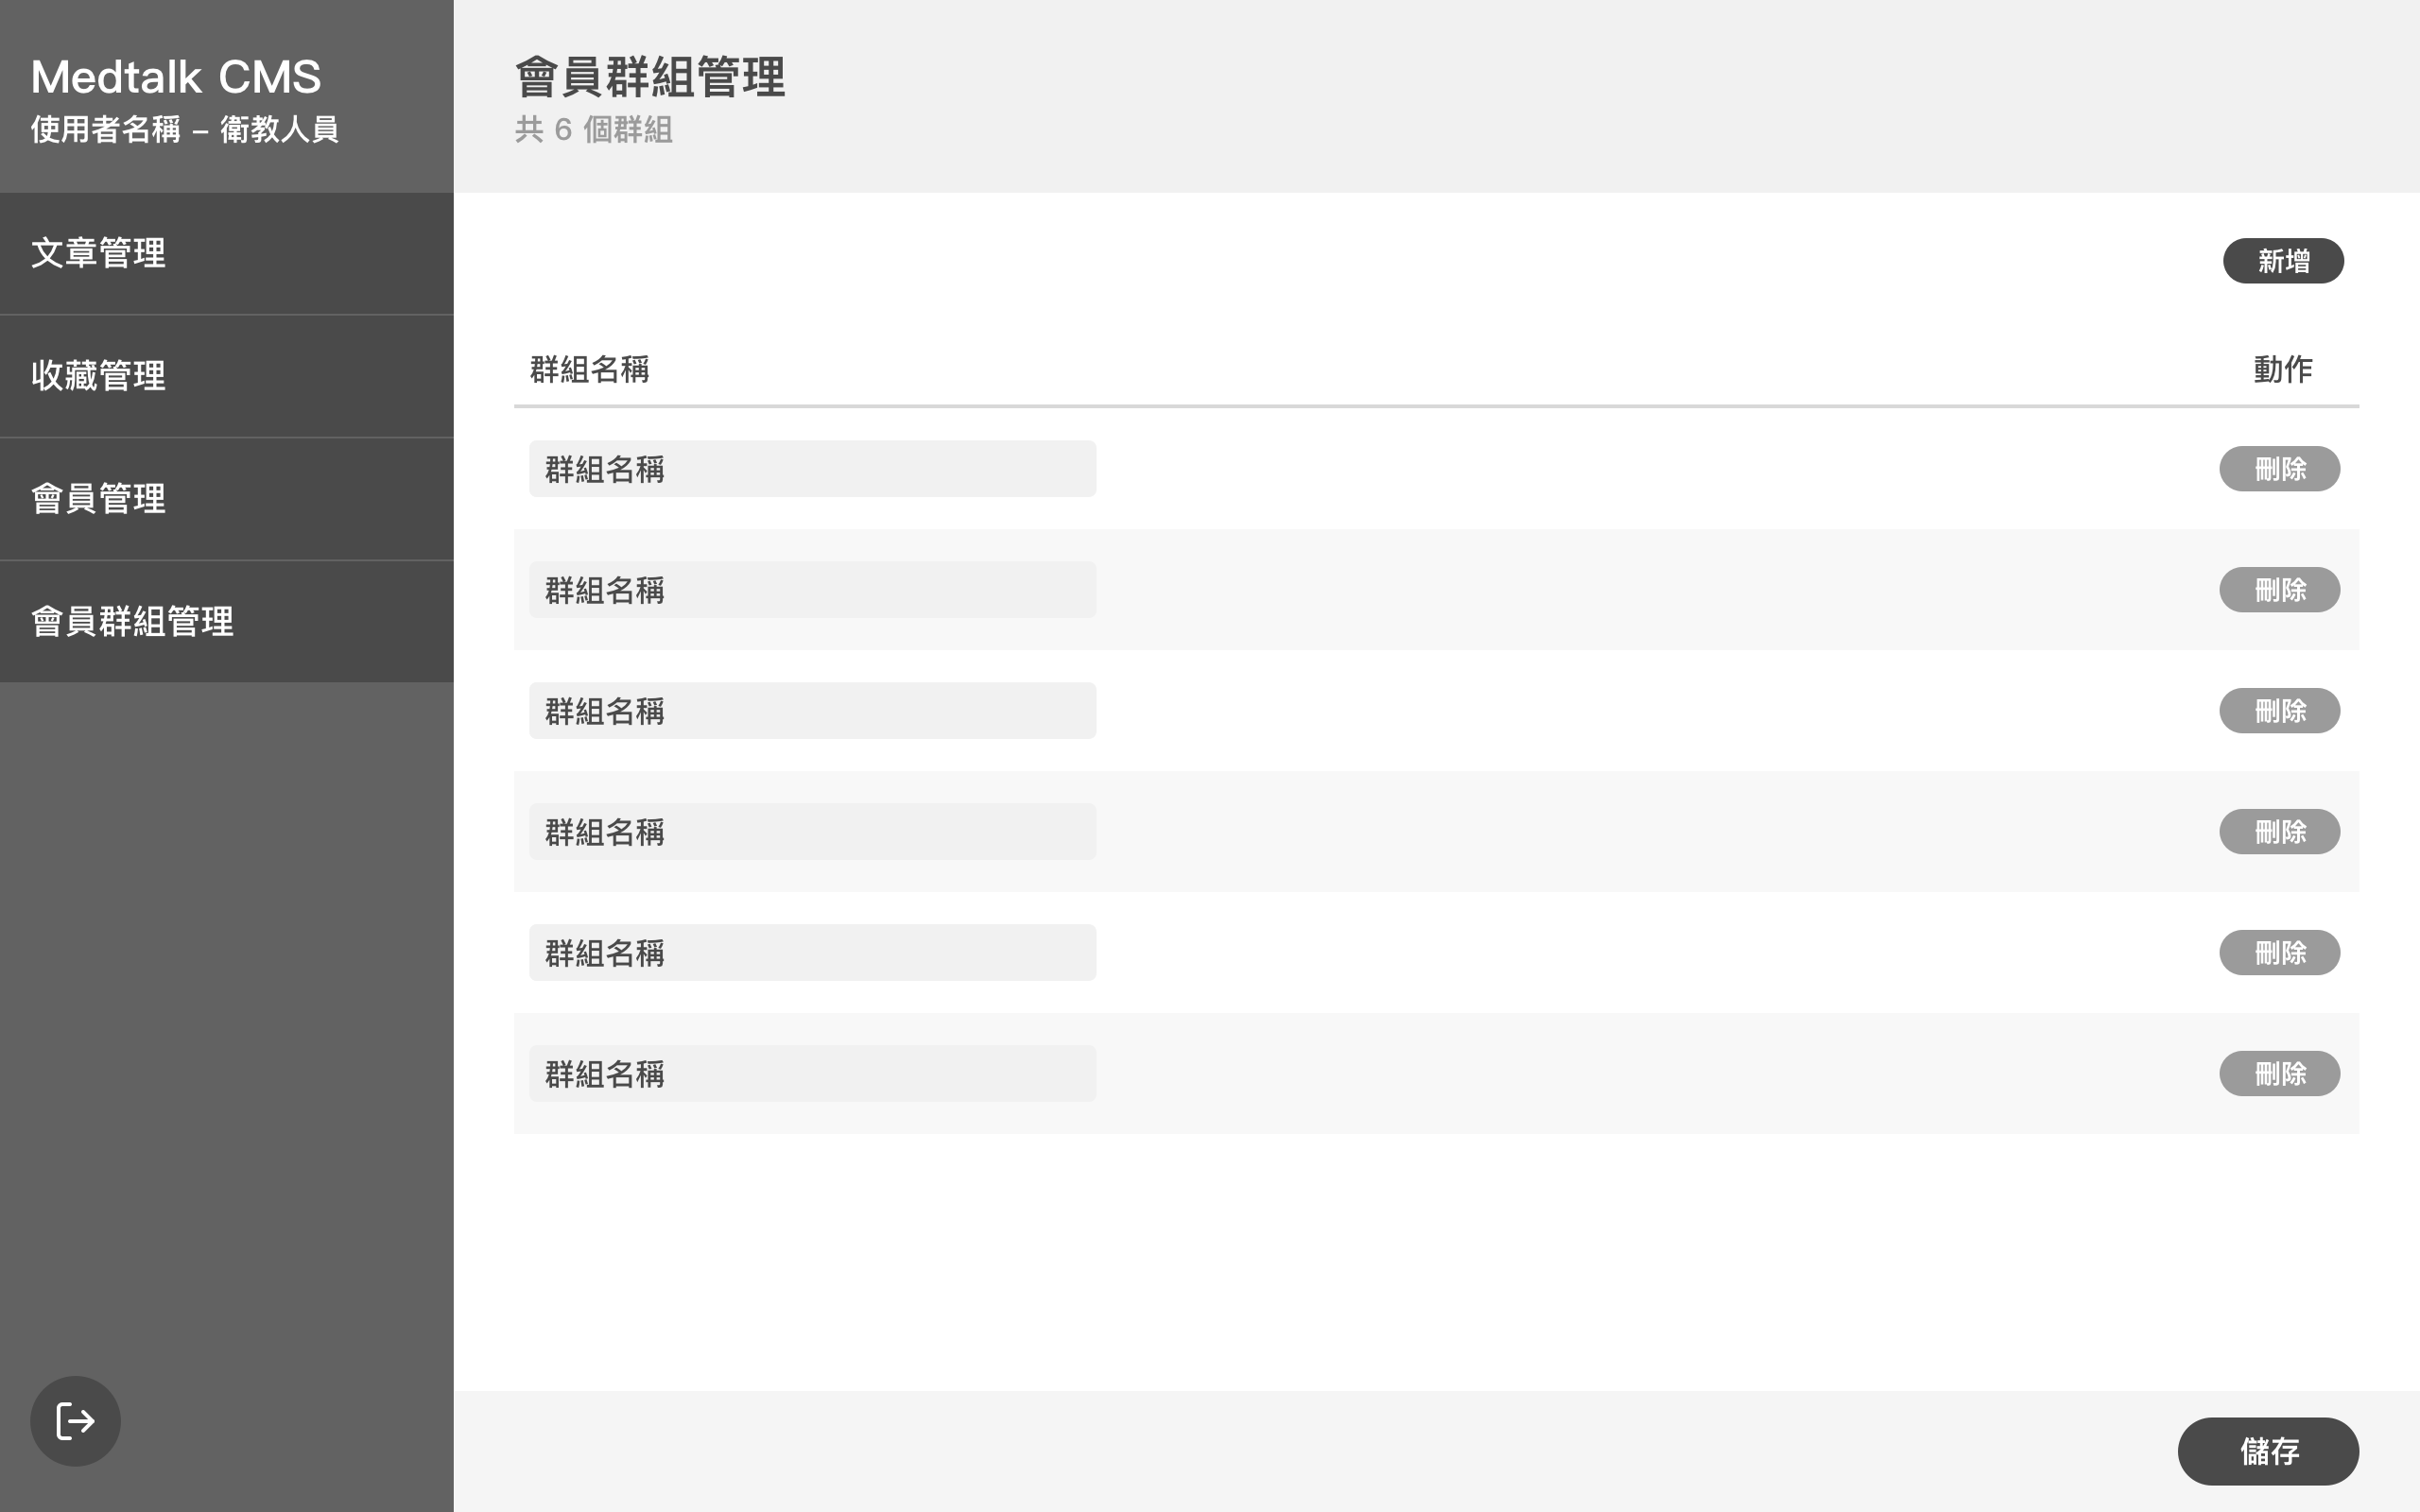 Medtalk CMS
使用者名稱 – 衛教人員
文章管理
收藏管理
會員管理
會員群組管理
會員群組管理
共 6 個群組
新增
群組名稱 動作
群組名稱 刪除
群組名稱 刪除
群組名稱 刪除
群組名稱 刪除
群組名稱 刪除
群組名稱 刪除
儲存